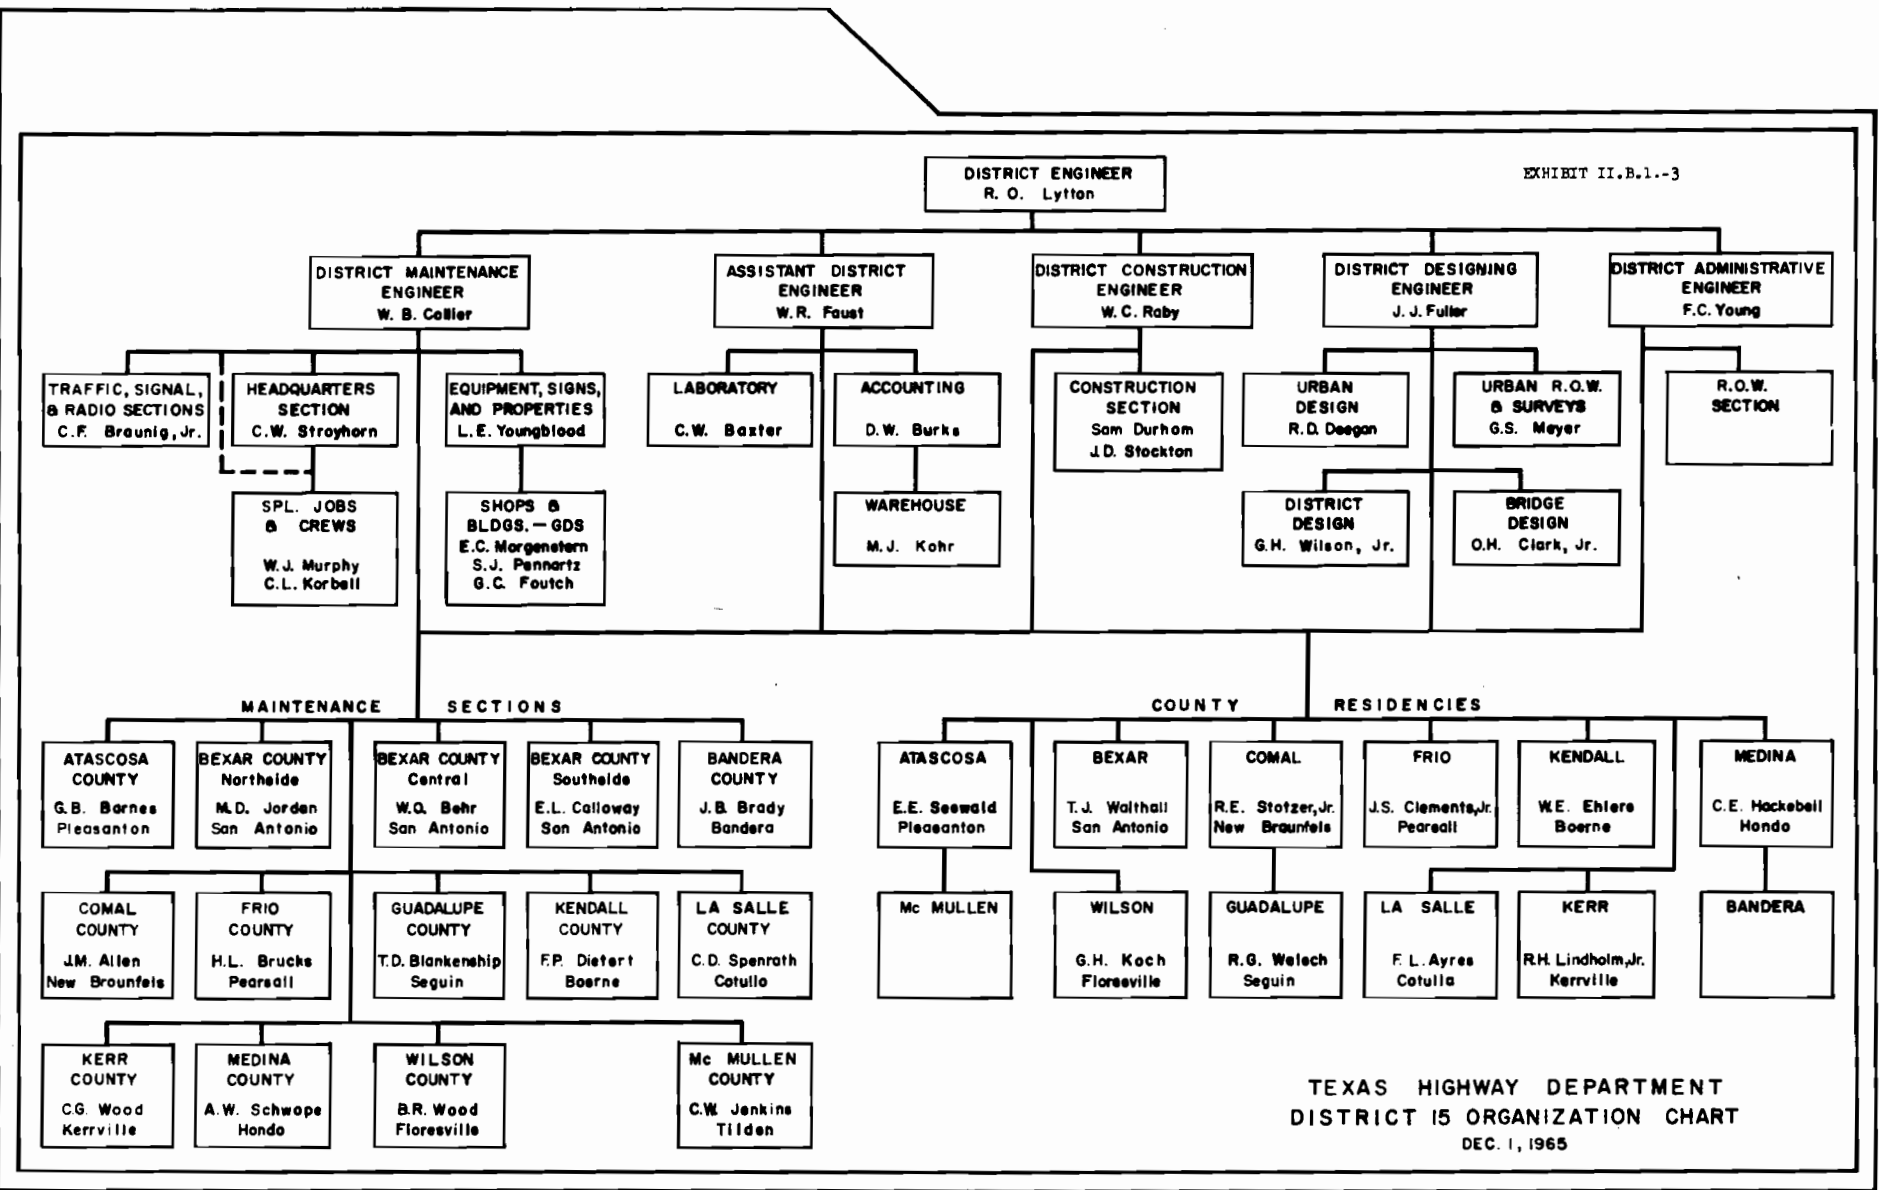 EXHIBIT II.B.1.-3
DISTRICT ENGINEER
R. O. Lytton
DISTRICT MAINTENANCE
ENGINEER
W. B. Collier
ASSISTANT DISTRICT
ENGINEER
W.R. Faust
DISTRICT CONSTRUCTION
ENGINEER
W. C. Raby
DISTRICT DESIGNING
ENGINEER
J. J. Fuller
DISTRICT ADMINISTRATIVE
ENGINEER
F.C. Young
TRAFFIC, SIGNAL,
& RADIO SECTIONS
C.F. Braunig, Jr.
HEADQUARTERS
SECTION
C.W. Strayhorn
EQUIPMENT, SIGNS,
AND PROPERTIES
L.E. Youngblood
LABORATORY
C.W. Baxter
ACCOUNTING
D.W. Burks
CONSTRUCTION
SECTION
Sam Durham
J.D. Stockton
URBAN
DESIGN
R.D. Deegan
URBAN R.O.W.
& SURVEYS
G.S. Meyer
R.O.W.
SECTION
SPL. JOBS
& CREWS
W.J. Murphy
C.L. Korbell
SHOPS &
BLDGS.-GDS
E.C. Morgenstern
S.J. Pennartz
G.C. Foutch
WAREHOUSE
M.J. Kohr
DISTRICT
DESIGN
G.H. Wilson, Jr.
BRIDGE
DESIGN
O.H. Clark, Jr.
MAINTENANCE SECTIONS
ATASCOSA
COUNTY
G.B. Barnes
Pleasanton
BEXAR COUNTY
Northside
M.D. Jordan
San Antonio
BEXAR COUNTY
Central
W.O. Behr
San Antonio
BEXAR COUNTY
Southside
E.L. Calloway
San Antonio
BANDERA
COUNTY
J.B. Brady
Bandera
COMAL
COUNTY
J.M. Allen
New Braunfels
FRIO
COUNTY
H.L. Brucks
Pearsall
GUADALUPE
COUNTY
T.D. Blankenship
Seguin
KENDALL
COUNTY
F.P. Dietert
Boerne
LA SALLE
COUNTY
C.D. Spenrath
Cotulla
KERR
COUNTY
C.G. Wood
Kerrville
MEDINA
COUNTY
A.W. Schwope
Hondo
WILSON
COUNTY
B.R. Wood
Floresville
Mc MULLEN
COUNTY
C.W. Jenkins
Tilden
COUNTY RESIDENCIES
ATASCOSA
E.E. Seewald
Pleasanton
BEXAR
T.J. Walthall
San Antonio
COMAL
R.E. Stotzer, Jr.
New Braunfels
FRIO
J.S. Clements, Jr.
Pearsall
KENDALL
W.E. Ehlers
Boerne
MEDINA
C.E. Hackebeil
Hondo
Mc MULLEN
WILSON
G.H. Koch
Floresville
GUADALUPE
R.G. Welsch
Seguin
LA SALLE
F.L. Ayres
Cotulla
KERR
R.H. Lindholm, Jr.
Kerrville
BANDERA
TEXAS HIGHWAY DEPARTMENT
DISTRICT 15 ORGANIZATION CHART
DEC. 1, 1965